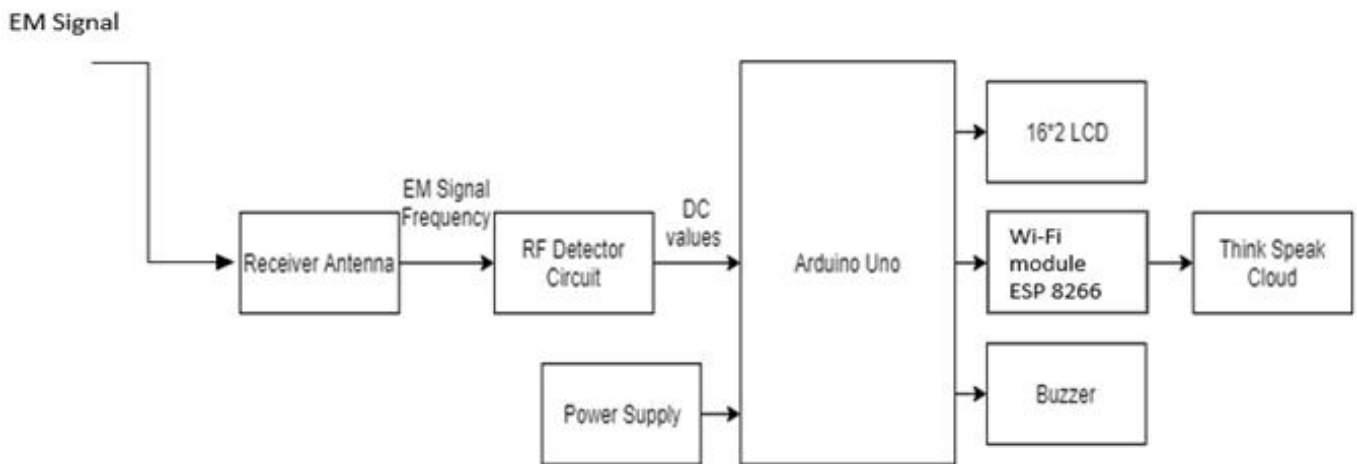 EM Signal
EM Signal
Frequency
Receiver Antenna
RF Detector
Circuit
DC
values
Power Supply
Arduino Uno
16*2 LCD
Wi-Fi
module
ESP 8266
Think Speak
Cloud
Buzzer